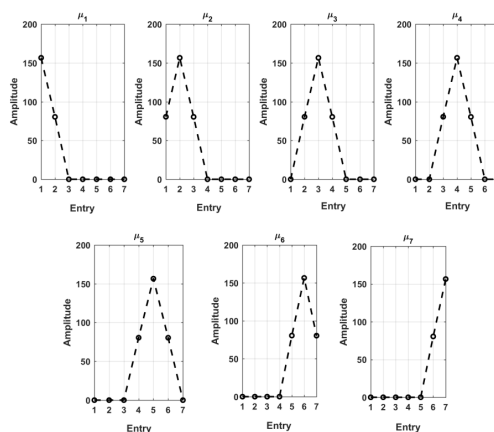 μ1 μ2 μ3 μ4
200 200 200 200
150 150 150 150
100 100 100 100
50 50 50 50
0 0 0 0
Amplitude Amplitude Amplitude Amplitude
1 2 3 4 5 6 7 1 2 3 4 5 6 7 1 2 3 4 5 6 7 1 2 3 4 5 6
Entry Entry Entry Entry
μ5 μ6 μ7
200 200 200
150 150 150
100 100 100
50 50 50
0 0 0
Amplitude Amplitude Amplitude
1 2 3 4 5 6 7 1 2 3 4 5 6 7 1 2 3 4 5 6 7
Entry Entry Entry